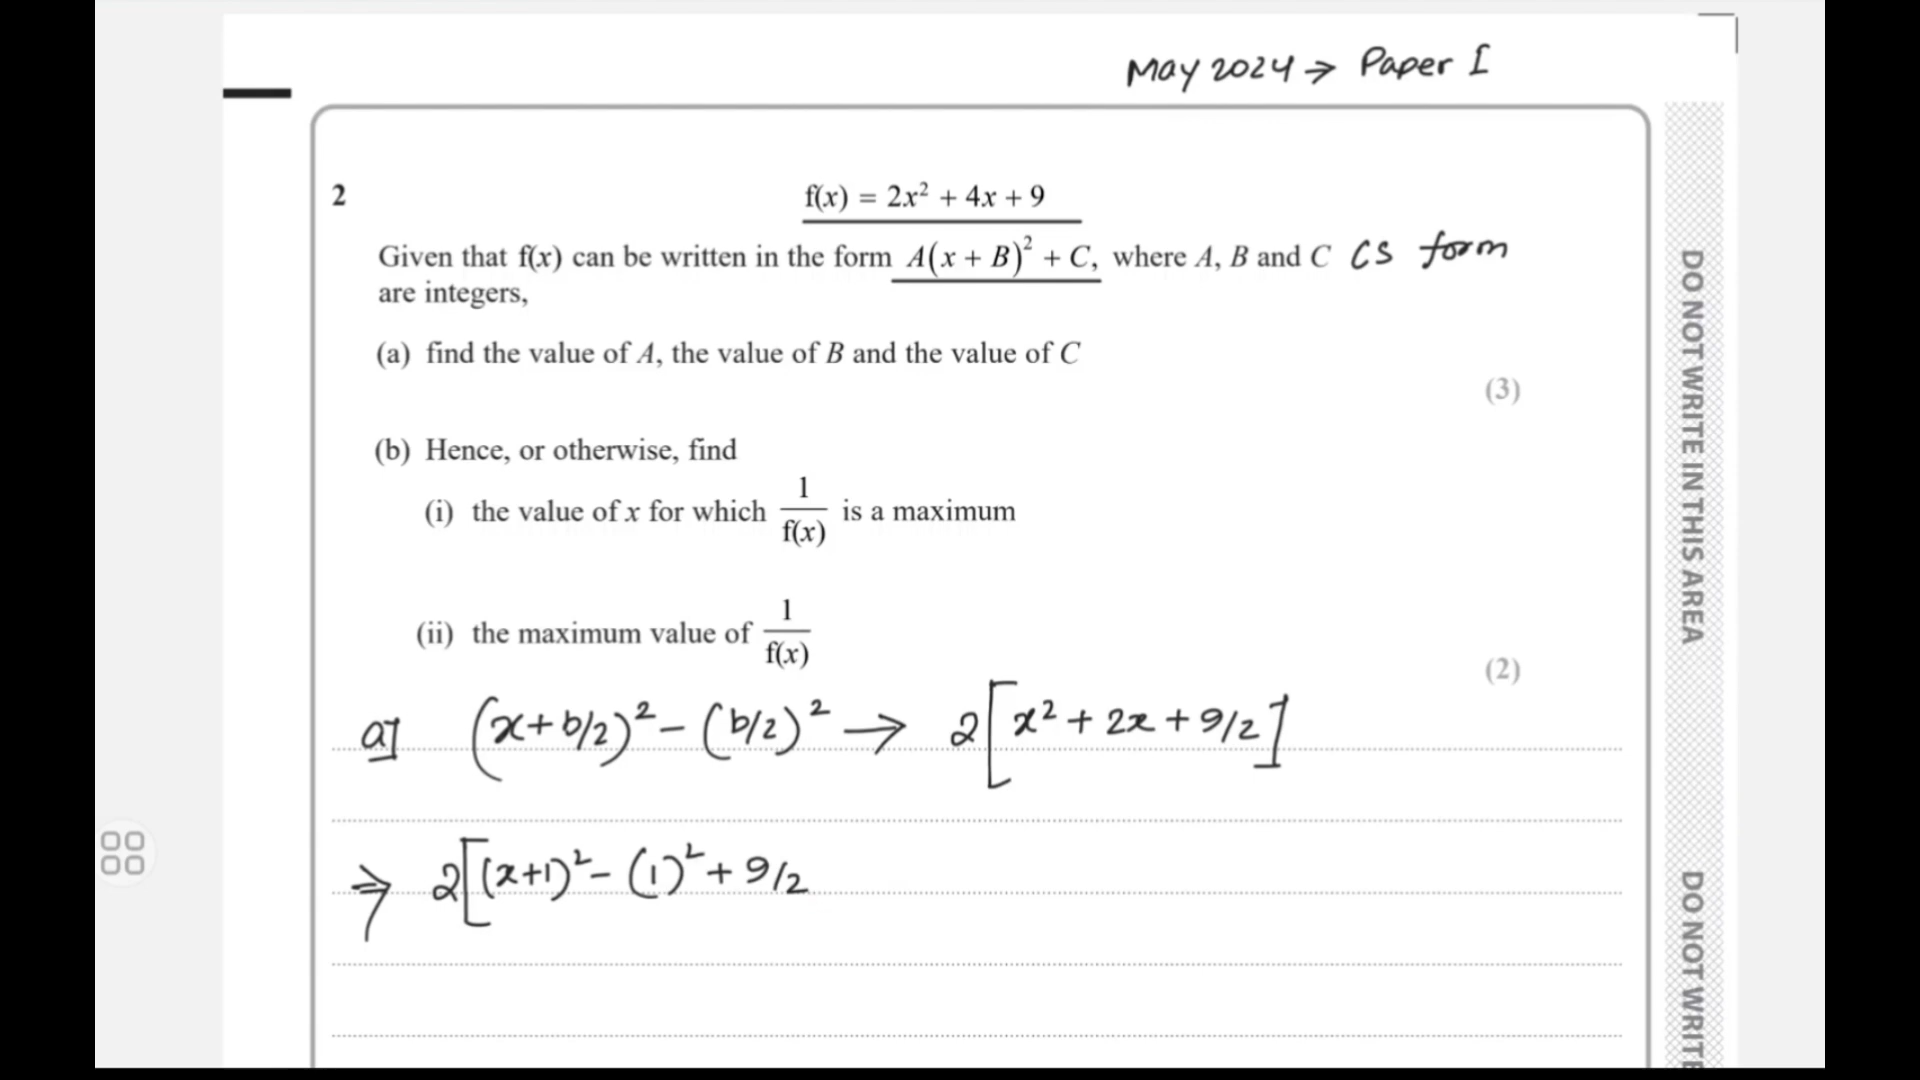 May 2024 → Paper I
2
f(x) = 2x² + 4x + 9
Given that f(x) can be written in the form A(x + B)² + C, where A, B and C CS form
are integers,
(a) find the value of A, the value of B and the value of C
(3)
(b) Hence, or otherwise, find
(i) the value of x for which 1/f(x) is a maximum
(ii) the maximum value of 1/f(x)
(2)
a] (x+b/2)² − (b/2)² → 2[x² + 2x + 9/2]
⇒ 2[(x+1)² − (1)² + 9/2
DO NOT WRITE IN THIS AREA
DO NOT WRITE